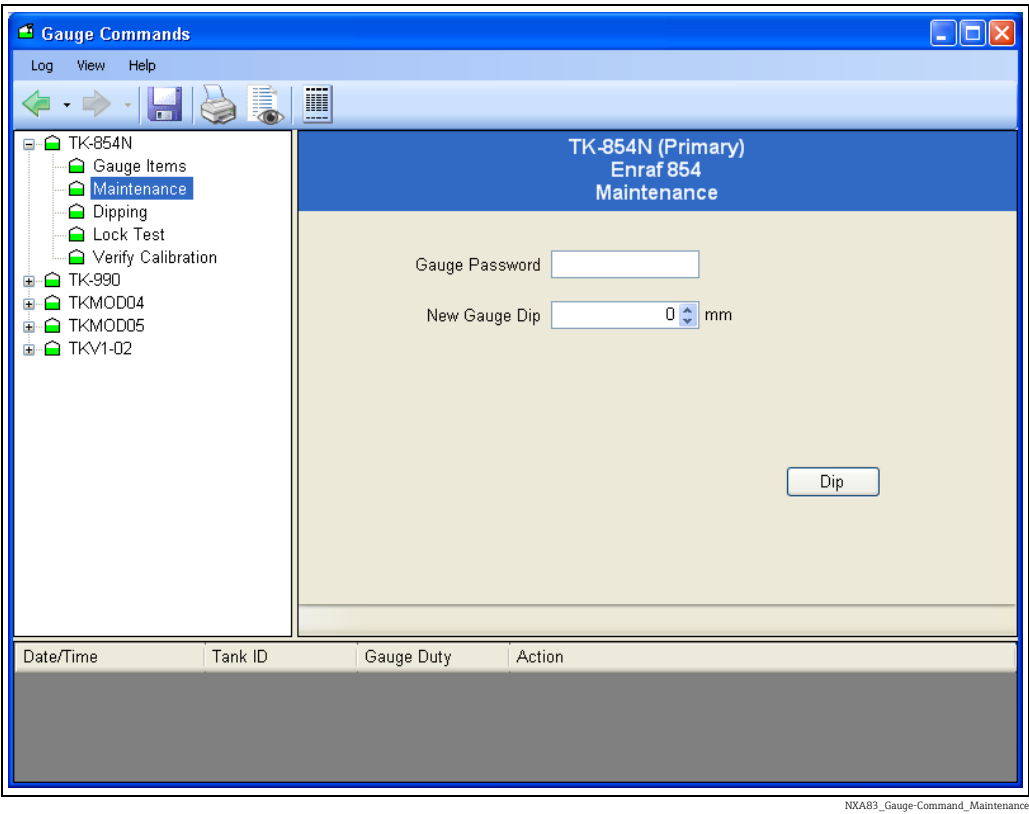 Gauge Commands
Log View Help
TK-854N
Gauge Items
Maintenance
Dipping
Lock Test
Verify Calibration
TK-990
TKMOD04
TKMOD05
TKV1-02
TK-854N (Primary)
Enraf 854
Maintenance
Gauge Password
New Gauge Dip 0 mm
Dip
Date/Time Tank ID Gauge Duty Action
NXA83_Gauge-Command_Maintenance